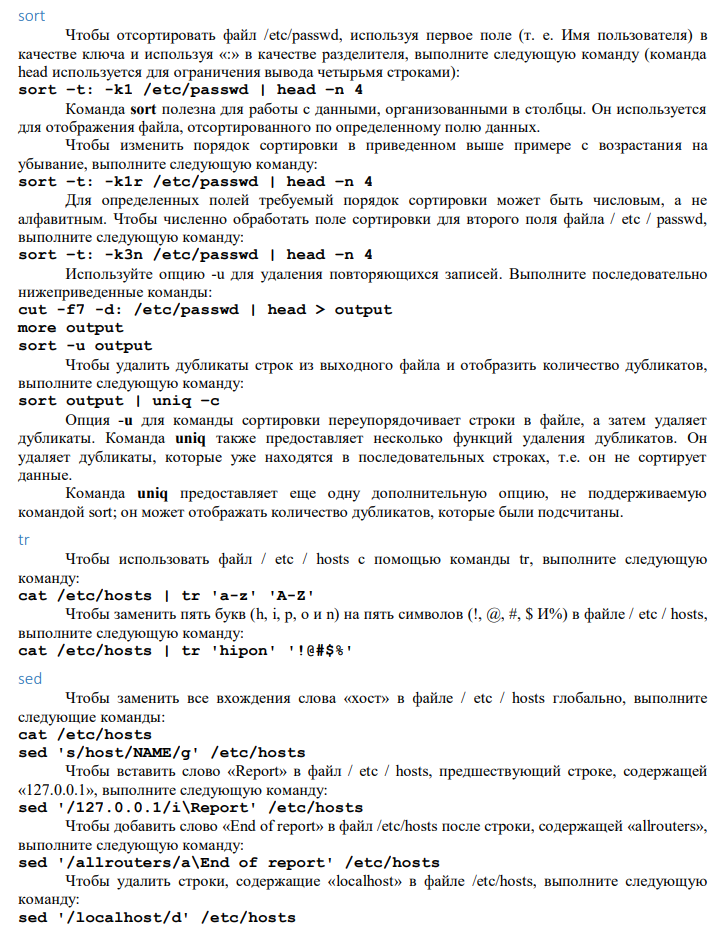 sort
Чтобы отсортировать файл /etc/passwd, используя первое поле (т. е. Имя пользователя) в
качестве ключа и используя «:» в качестве разделителя, выполните следующую команду (команда
head используется для ограничения вывода четырьмя строками):
sort –t: -k1 /etc/passwd | head –n 4
Команда sort полезна для работы с данными, организованными в столбцы. Он используется
для отображения файла, отсортированного по определенному полю данных.
Чтобы изменить порядок сортировки в приведенном выше примере с возрастания на
убывание, выполните следующую команду:
sort –t: -k1r /etc/passwd | head –n 4
Для определенных полей требуемый порядок сортировки может быть числовым, а не
алфавитным. Чтобы численно обработать поле сортировки для второго поля файла / etc / passwd,
выполните следующую команду:
sort –t: -k3n /etc/passwd | head –n 4
Используйте опцию -u для удаления повторяющихся записей. Выполните последовательно
нижеприведенные команды:
cut -f7 -d: /etc/passwd | head > output
more output
sort -u output
Чтобы удалить дубликаты строк из выходного файла и отобразить количество дубликатов,
выполните следующую команду:
sort output | uniq –c
Опция -u для команды сортировки переупорядочивает строки в файле, а затем удаляет
дубликаты. Команда uniq также предоставляет несколько функций удаления дубликатов. Он
удаляет дубликаты, которые уже находятся в последовательных строках, т.е. он не сортирует
данные.
Команда uniq предоставляет еще одну дополнительную опцию, не поддерживаемую
командой sort; он может отображать количество дубликатов, которые были подсчитаны.
tr
Чтобы использовать файл / etc / hosts с помощью команды tr, выполните следующую
команду:
cat /etc/hosts | tr 'a-z' 'A-Z'
Чтобы заменить пять букв (h, i, p, o и n) на пять символов (!, @, #, $ И%) в файле / etc / hosts,
выполните следующую команду:
cat /etc/hosts | tr 'hipon' '!@#$%'
sed
Чтобы заменить все вхождения слова «хост» в файле / etc / hosts глобально, выполните
следующие команды:
cat /etc/hosts
sed 's/host/NAME/g' /etc/hosts
Чтобы вставить слово «Report» в файл / etc / hosts, предшествующий строке, содержащей
«127.0.0.1», выполните следующую команду:
sed '/127.0.0.1/i\Report' /etc/hosts
Чтобы добавить слово «End of report» в файл /etc/hosts после строки, содержащей «allrouters»,
выполните следующую команду:
sed '/allrouters/a\End of report' /etc/hosts
Чтобы удалить строки, содержащие «localhost» в файле /etc/hosts, выполните следующую
команду:
sed '/localhost/d' /etc/hosts